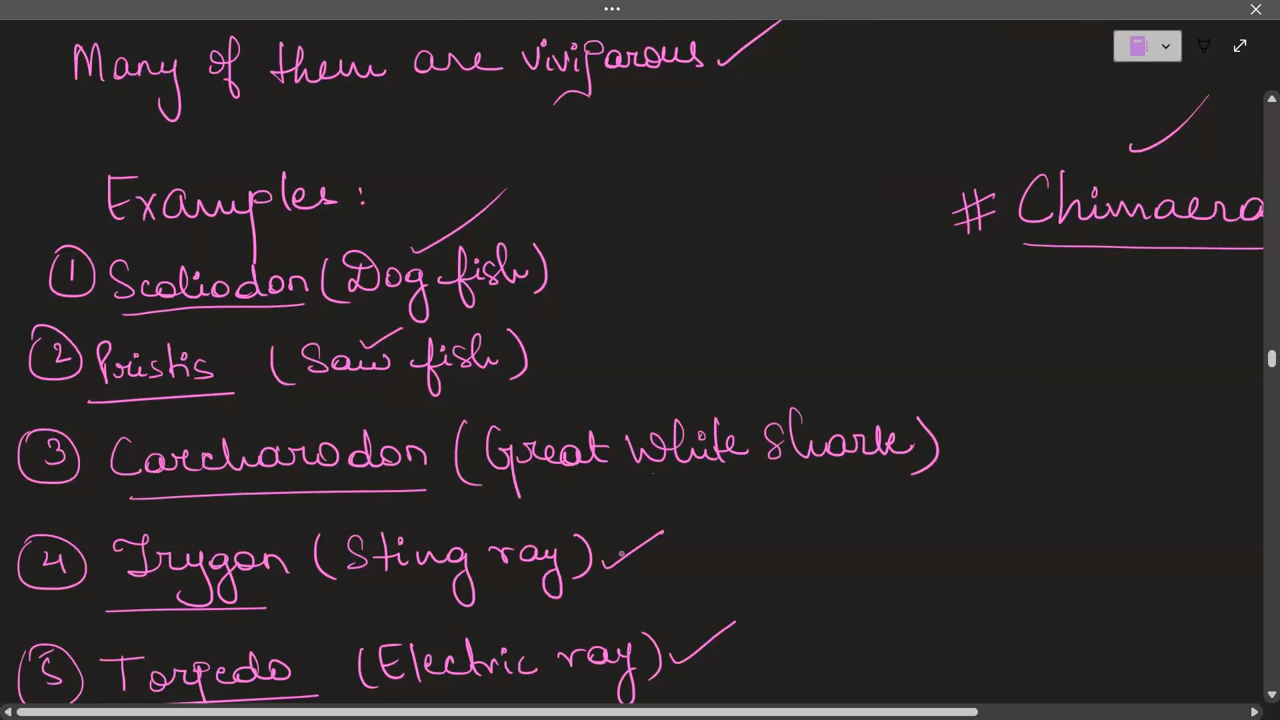 Many of them are viviparous
Examples:
# Chimaera
① Scoliodon (Dog fish)
② Pristis (Saw fish)
③ Carcharodon (Great White Shark)
④ Trygon (Sting ray)
⑤ Torpedo (Electric ray)